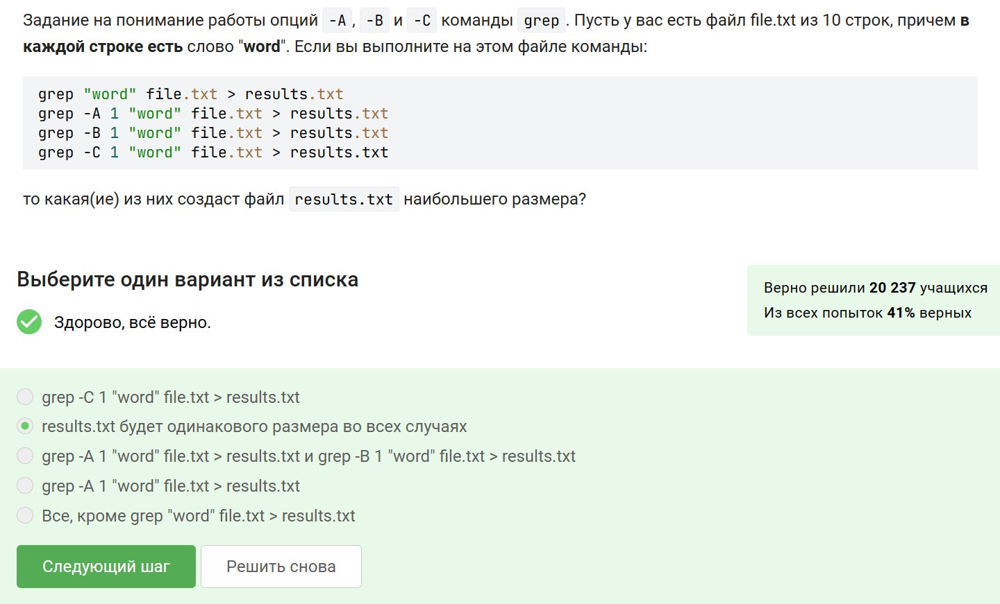 Задание на понимание работы опций -A, -B и -C команды grep. Пусть у вас есть файл file.txt из 10 строк, причем в
каждой строке есть слово "word". Если вы выполните на этом файле команды:
grep "word" file.txt > results.txt
grep -A 1 "word" file.txt > results.txt
grep -B 1 "word" file.txt > results.txt
grep -C 1 "word" file.txt > results.txt
то какая(ие) из них создаст файл results.txt наибольшего размера?
Выберите один вариант из списка
Верно решили 20 237 учащихся
Из всех попыток 41% верных
Здорово, всё верно.
grep -C 1 "word" file.txt > results.txt
results.txt будет одинакового размера во всех случаях
grep -A 1 "word" file.txt > results.txt и grep -B 1 "word" file.txt > results.txt
grep -A 1 "word" file.txt > results.txt
Все, кроме grep "word" file.txt > results.txt
Следующий шаг
Решить снова